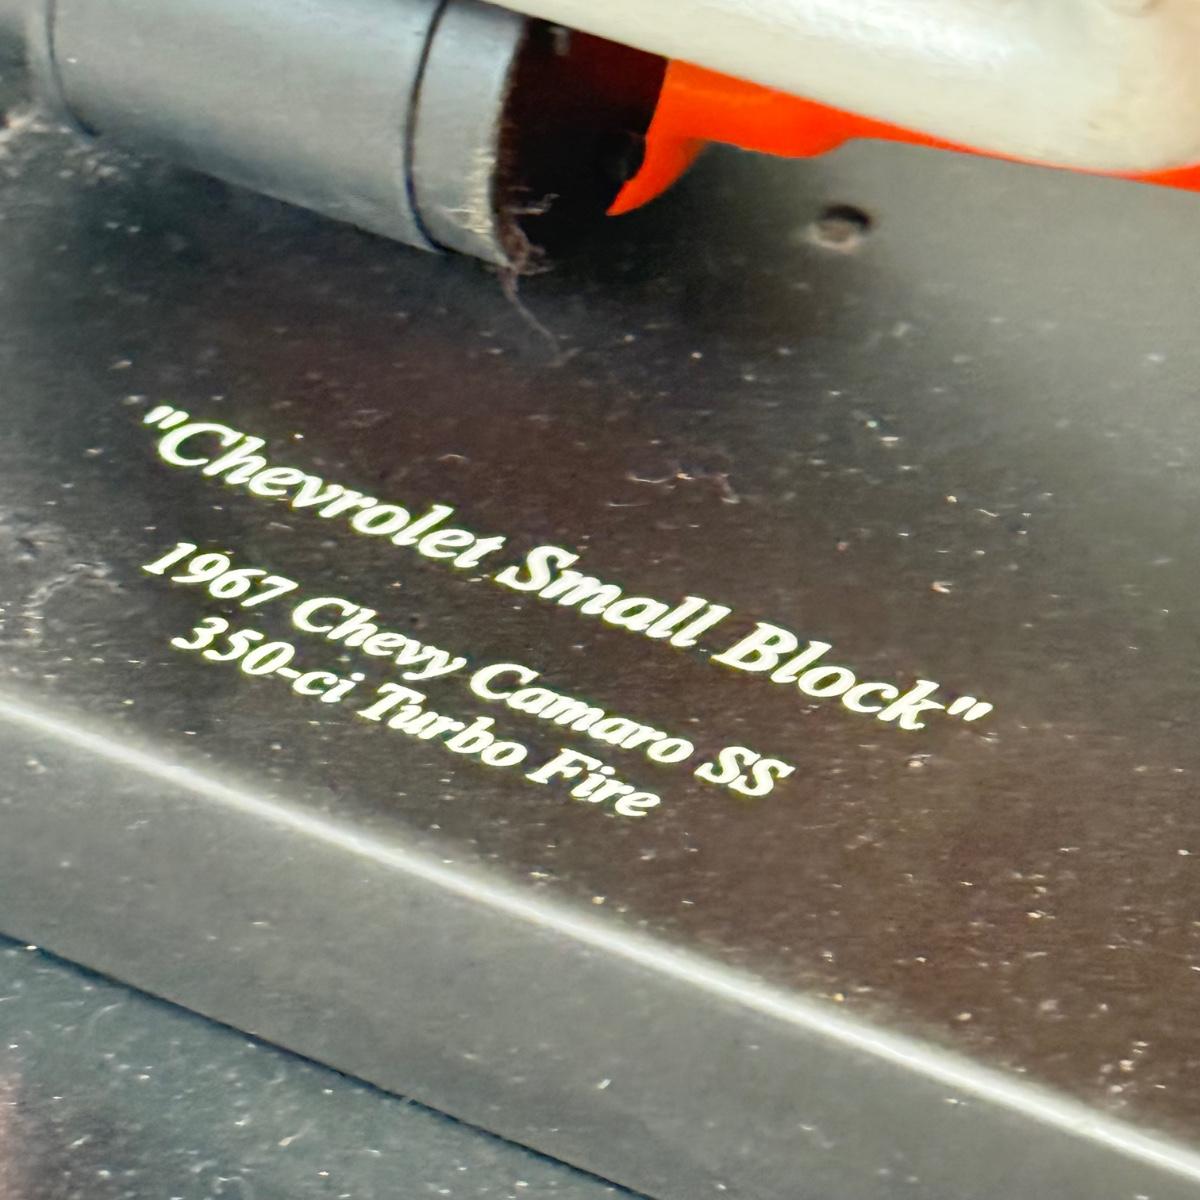 "Chevrolet Small Block"
1967 Chevy Camaro SS
350-ci Turbo Fire